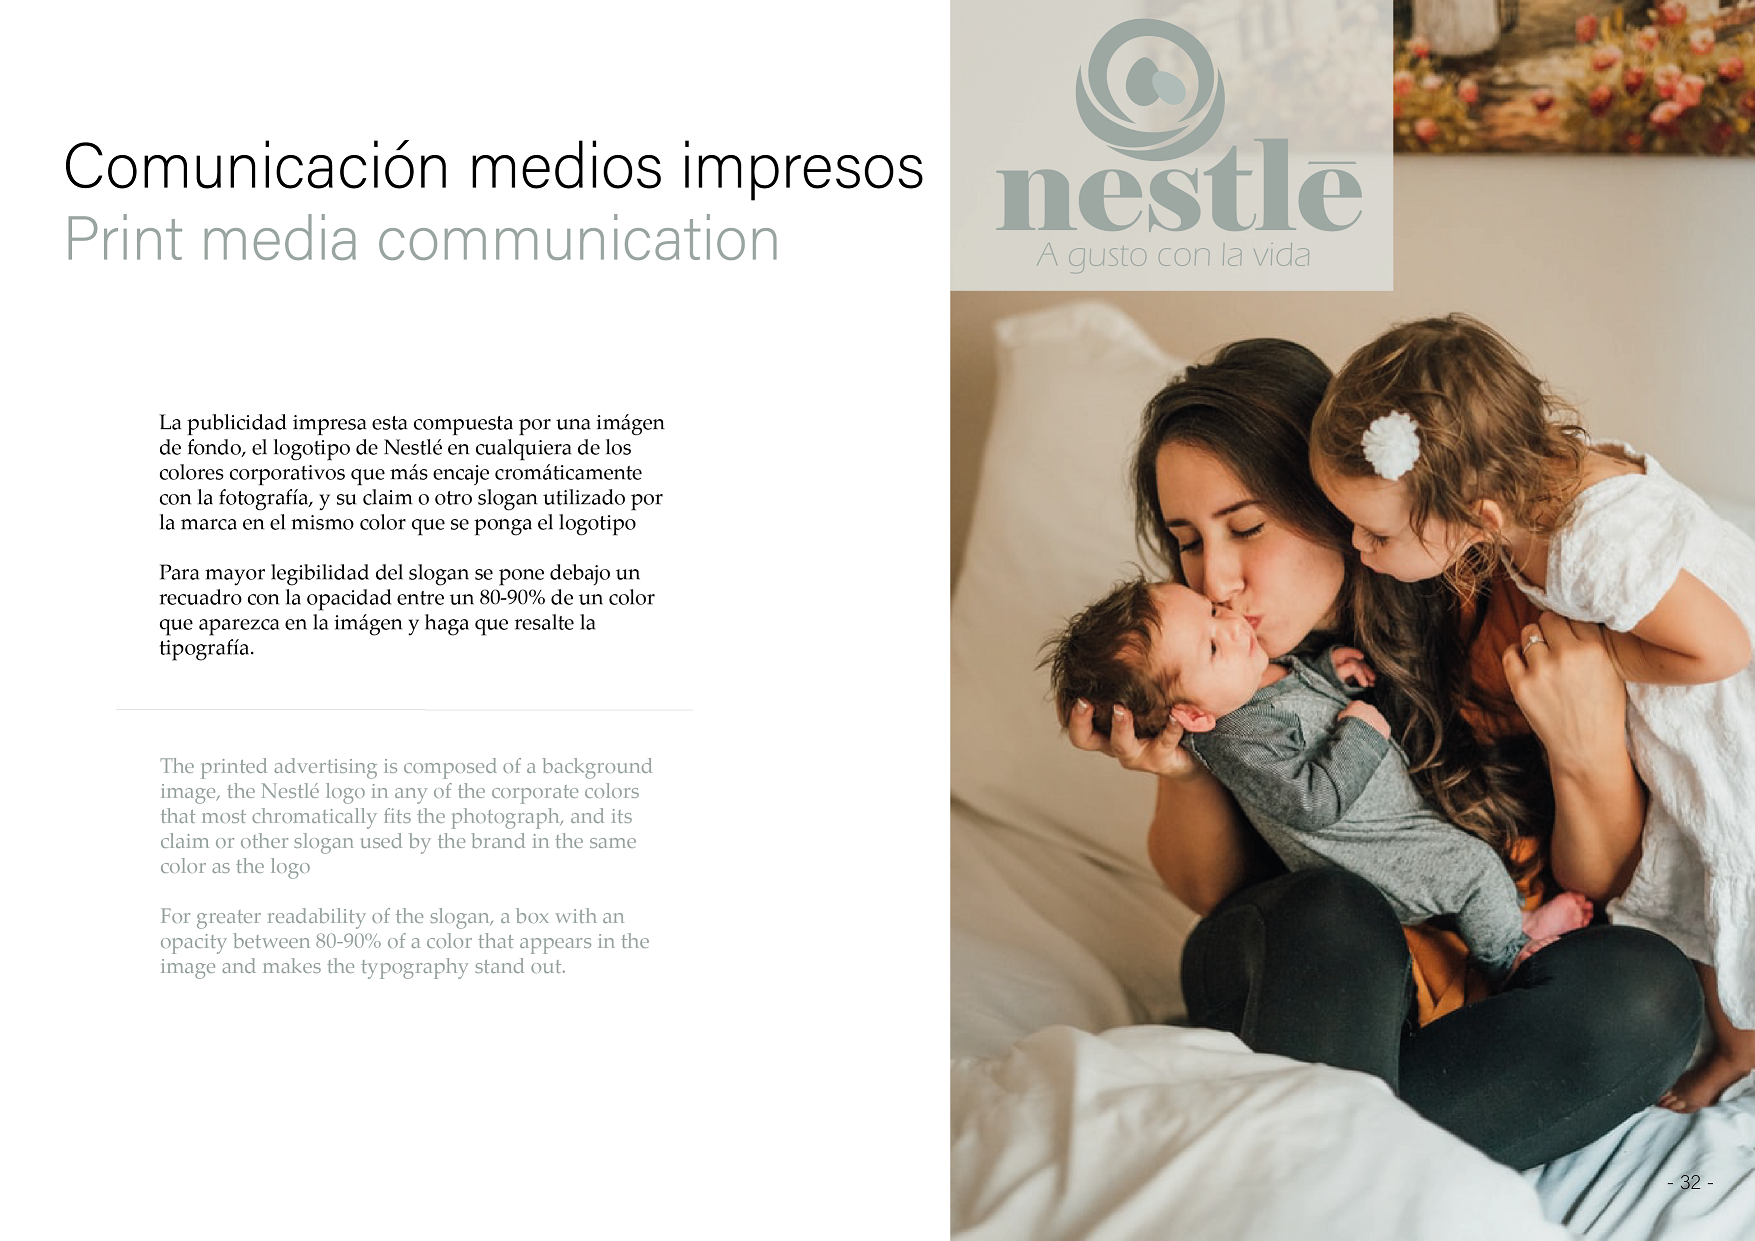 Comunicación medios impresos
Print media communication
La publicidad impresa esta compuesta por una imágen
de fondo, el logotipo de Nestlé en cualquiera de los
colores corporativos que más encaje cromáticamente
con la fotografía, y su claim o otro slogan utilizado por
la marca en el mismo color que se ponga el logotipo
Para mayor legibilidad del slogan se pone debajo un
recuadro con la opacidad entre un 80-90% de un color
que aparezca en la imágen y haga que resalte la
tipografía.
The printed advertising is composed of a background
image, the Nestlé logo in any of the corporate colors
that most chromatically fits the photograph, and its
claim or other slogan used by the brand in the same
color as the logo
For greater readability of the slogan, a box with an
opacity between 80-90% of a color that appears in the
image and makes the typography stand out.
nestlē
A gusto con la vida
- 32 -